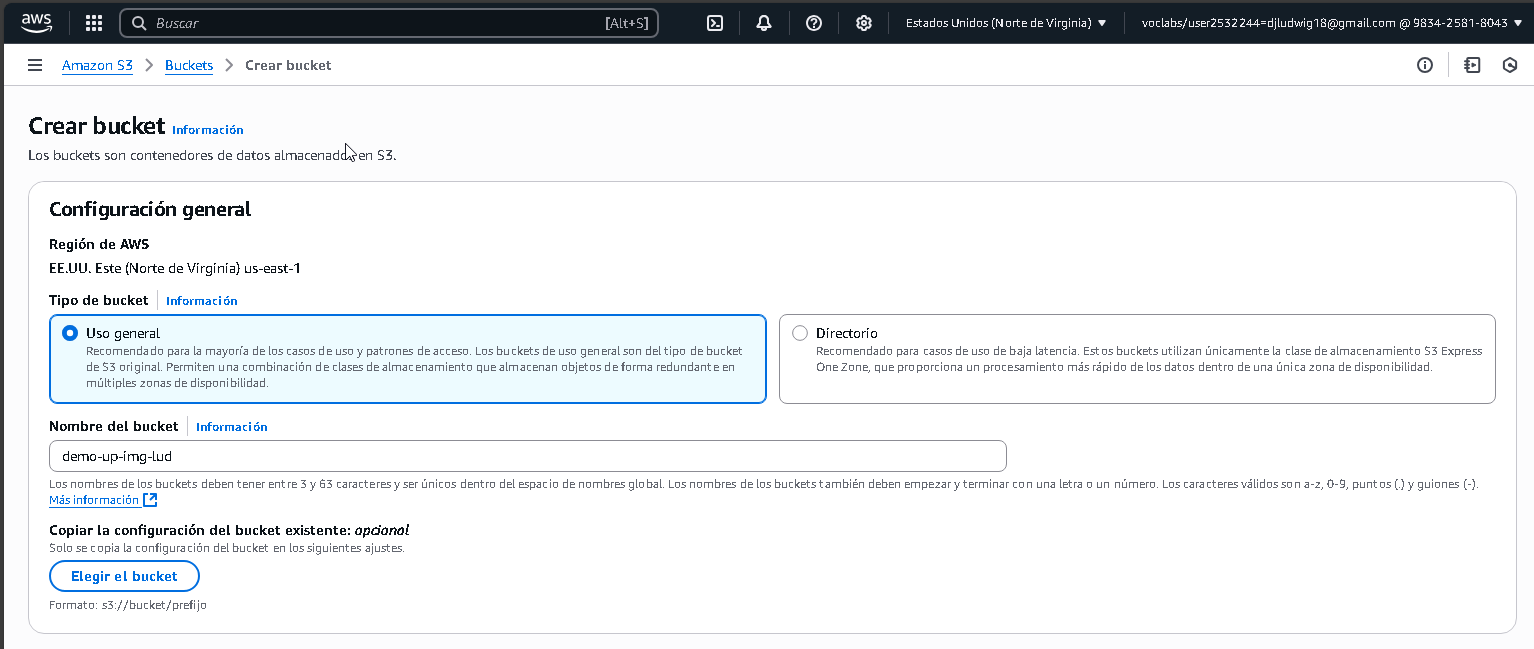 aws
Buscar [Alt+S]
Estados Unidos (Norte de Virginia)
voclabs/user2532244=djludwig18@gmail.com @ 9834-2581-8043
Amazon S3 > Buckets > Crear bucket
Crear bucket Información
Los buckets son contenedores de datos almacenados en S3.
Configuración general
Región de AWS
EE.UU. Este (Norte de Virginia) us-east-1
Tipo de bucket Información
Uso general
Recomendado para la mayoría de los casos de uso y patrones de acceso. Los buckets de uso general son del tipo de bucket
de S3 original. Permiten una combinación de clases de almacenamiento que almacenan objetos de forma redundante en
múltiples zonas de disponibilidad.
Directorio
Recomendado para casos de uso de baja latencia. Estos buckets utilizan únicamente la clase de almacenamiento S3 Express
One Zone, que proporciona un procesamiento más rápido de los datos dentro de una única zona de disponibilidad.
Nombre del bucket Información
demo-up-img-lud
Los nombres de los buckets deben tener entre 3 y 63 caracteres y ser únicos dentro del espacio de nombres global. Los nombres de los buckets también deben empezar y terminar con una letra o un número. Los caracteres válidos son a-z, 0-9, puntos (.) y guiones (-).
Más información
Copiar la configuración del bucket existente: opcional
Solo se copia la configuración del bucket en los siguientes ajustes.
Elegir el bucket
Formato: s3://bucket/prefijo